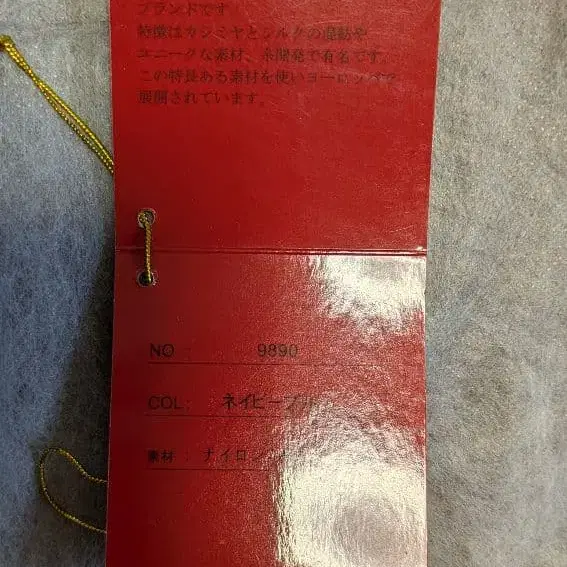 ブランドです
特徴はカシミヤとシルクの混紡や
ユニークな素材、糸開発で有名です。
この特長ある素材を使いヨーロッパで
展開されています。
NO : 9890
COL: ネイビーブルー
素材: ナイロン